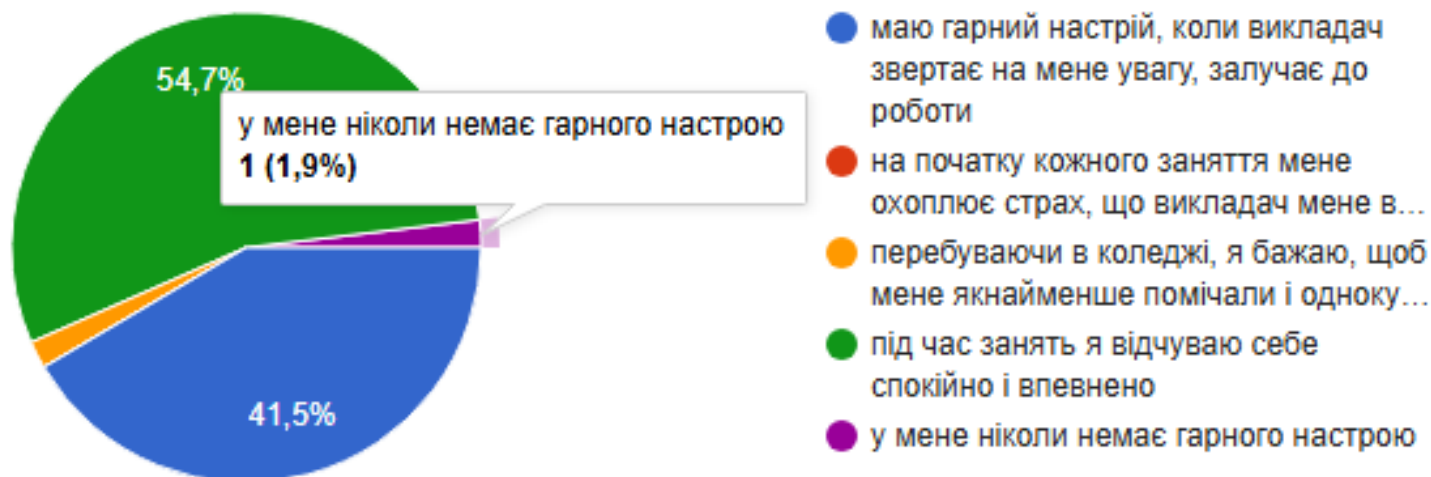 54,7%
у мене ніколи немає гарного настрою
1 (1,9%)
41,5%
маю гарний настрій, коли викладач
звертає на мене увагу, залучає до
роботи
на початку кожного заняття мене
охоплює страх, що викладач мене в...
перебуваючи в коледжі, я бажаю, щоб
мене якнайменше помічали і одноку...
під час занять я відчуваю себе
спокійно і впевнено
у мене ніколи немає гарного настрою